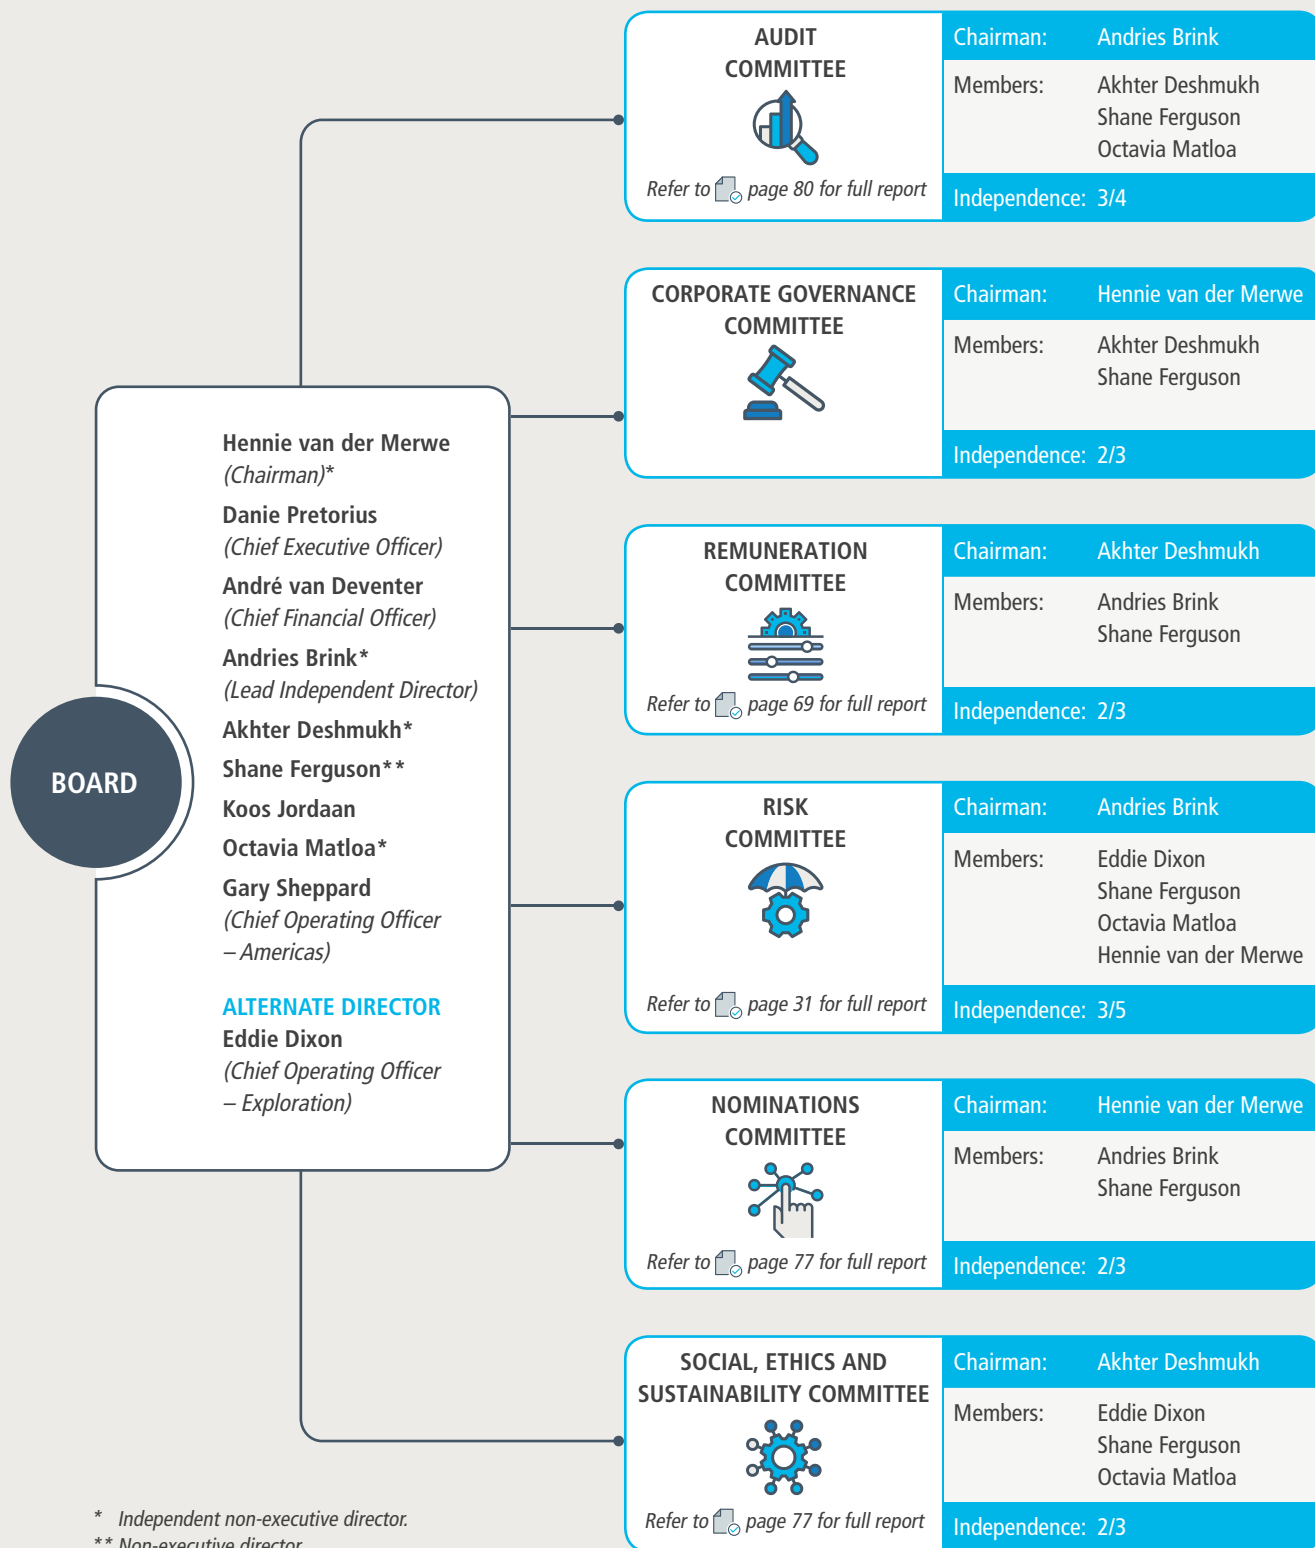 BOARD
Hennie van der Merwe
(Chairman)*
Danie Pretorius
(Chief Executive Officer)
André van Deventer
(Chief Financial Officer)
Andries Brink*
(Lead Independent Director)
Akhter Deshmukh*
Shane Ferguson**
Koos Jordaan
Octavia Matloa*
Gary Sheppard
(Chief Operating Officer
– Americas)
ALTERNATE DIRECTOR
Eddie Dixon
(Chief Operating Officer
– Exploration)
AUDIT
COMMITTEE
Refer to page 80 for full report
Chairman: Andries Brink
Members: Akhter Deshmukh
Shane Ferguson
Octavia Matloa
Independence: 3/4
CORPORATE GOVERNANCE
COMMITTEE
Chairman: Hennie van der Merwe
Members: Akhter Deshmukh
Shane Ferguson
Independence: 2/3
REMUNERATION
COMMITTEE
Refer to page 69 for full report
Chairman: Akhter Deshmukh
Members: Andries Brink
Shane Ferguson
Independence: 2/3
RISK
COMMITTEE
Refer to page 31 for full report
Chairman: Andries Brink
Members: Eddie Dixon
Shane Ferguson
Octavia Matloa
Hennie van der Merwe
Independence: 3/5
NOMINATIONS
COMMITTEE
Refer to page 77 for full report
Chairman: Hennie van der Merwe
Members: Andries Brink
Shane Ferguson
Independence: 2/3
SOCIAL, ETHICS AND
SUSTAINABILITY COMMITTEE
Refer to page 77 for full report
Chairman: Akhter Deshmukh
Members: Eddie Dixon
Shane Ferguson
Octavia Matloa
Independence: 2/3
* Independent non-executive director.
** Non-executive director